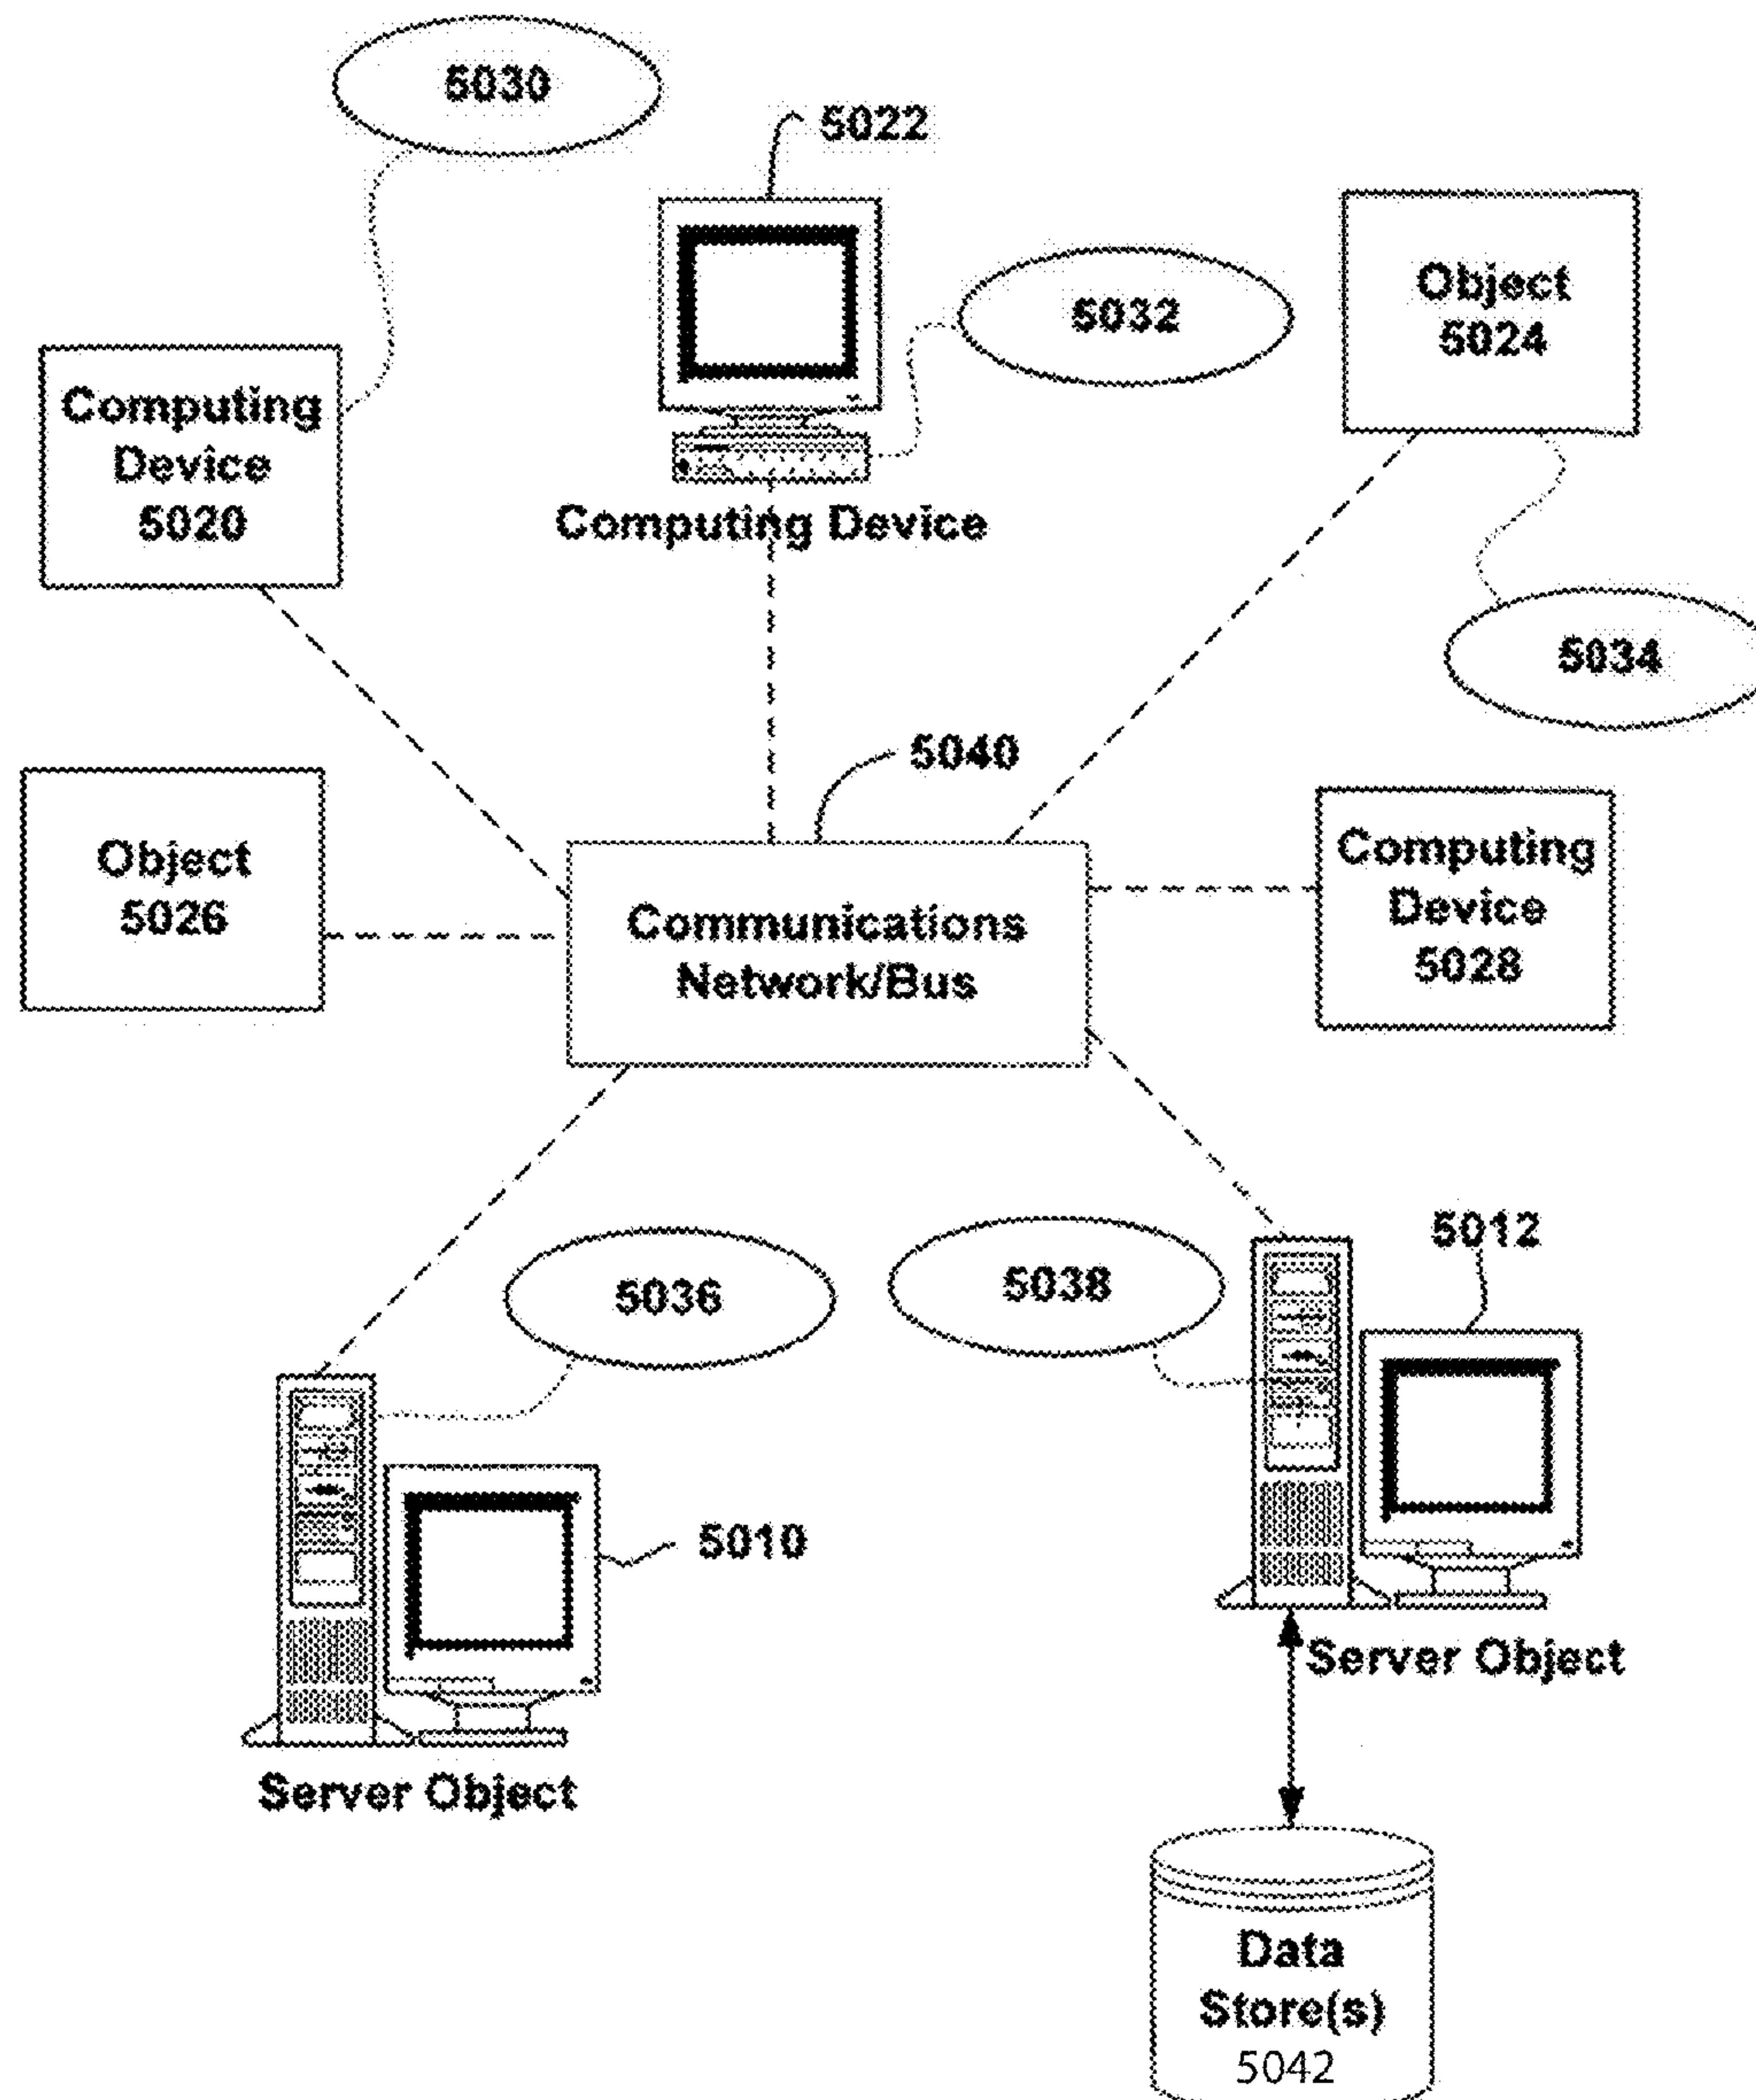 5030
5022
Object
5024
5032
Computing
Device
5020
Computing Device
5034
5040
Object
5026
Communications
Network/Bus
Computing
Device
5028
5036
5038
5012
5010
Server Object
Server Object
Data
Store(s)
5042